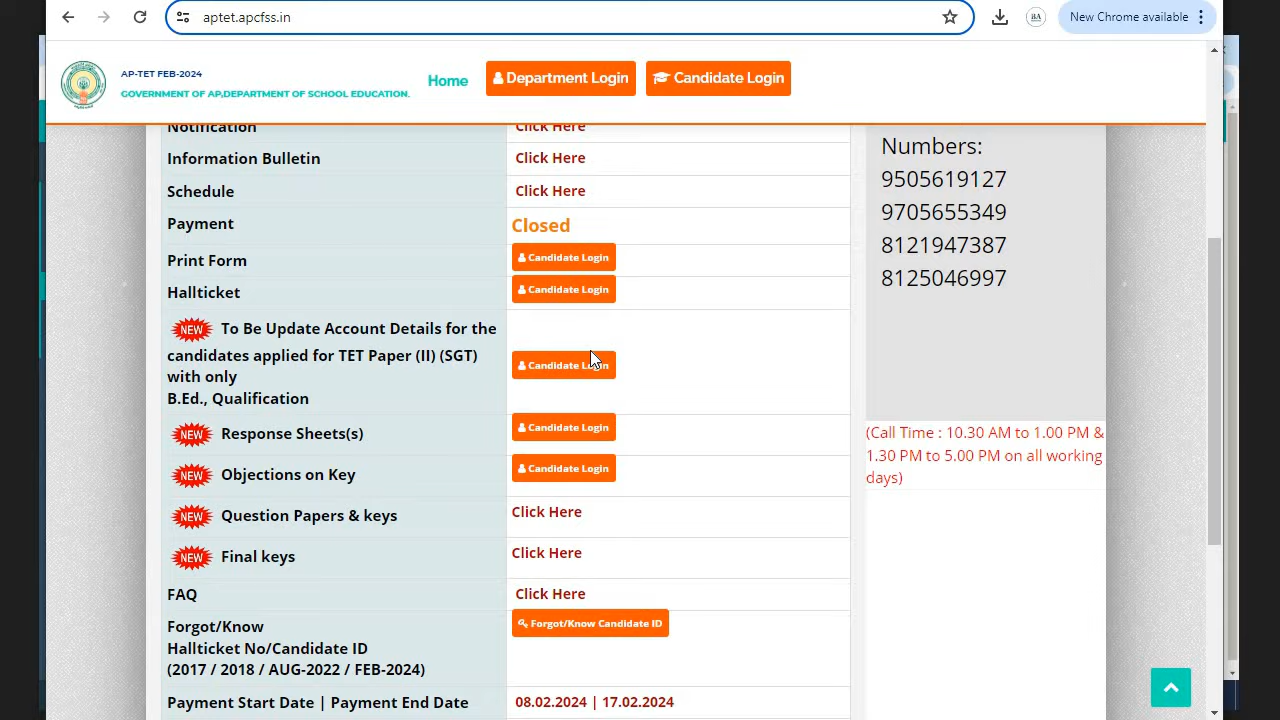 aptet.apcfss.in
BA
New Chrome available
AP-TET FEB-2024
GOVERNMENT OF AP,DEPARTMENT OF SCHOOL EDUCATION.
Home
Department Login
Candidate Login
Notification
Click Here
Information Bulletin
Click Here
Schedule
Click Here
Payment
Closed
Print Form
Candidate Login
Hallticket
Candidate Login
NEW To Be Update Account Details for the
candidates applied for TET Paper (II) (SGT)
with only
B.Ed., Qualification
Candidate Login
NEW Response Sheets(s)
Candidate Login
NEW Objections on Key
Candidate Login
NEW Question Papers & keys
Click Here
NEW Final keys
Click Here
FAQ
Click Here
Forgot/Know
Hallticket No/Candidate ID
(2017 / 2018 / AUG-2022 / FEB-2024)
Forgot/Know Candidate ID
Payment Start Date | Payment End Date
08.02.2024 | 17.02.2024
Numbers:
9505619127
9705655349
8121947387
8125046997
(Call Time : 10.30 AM to 1.00 PM &
1.30 PM to 5.00 PM on all working
days)